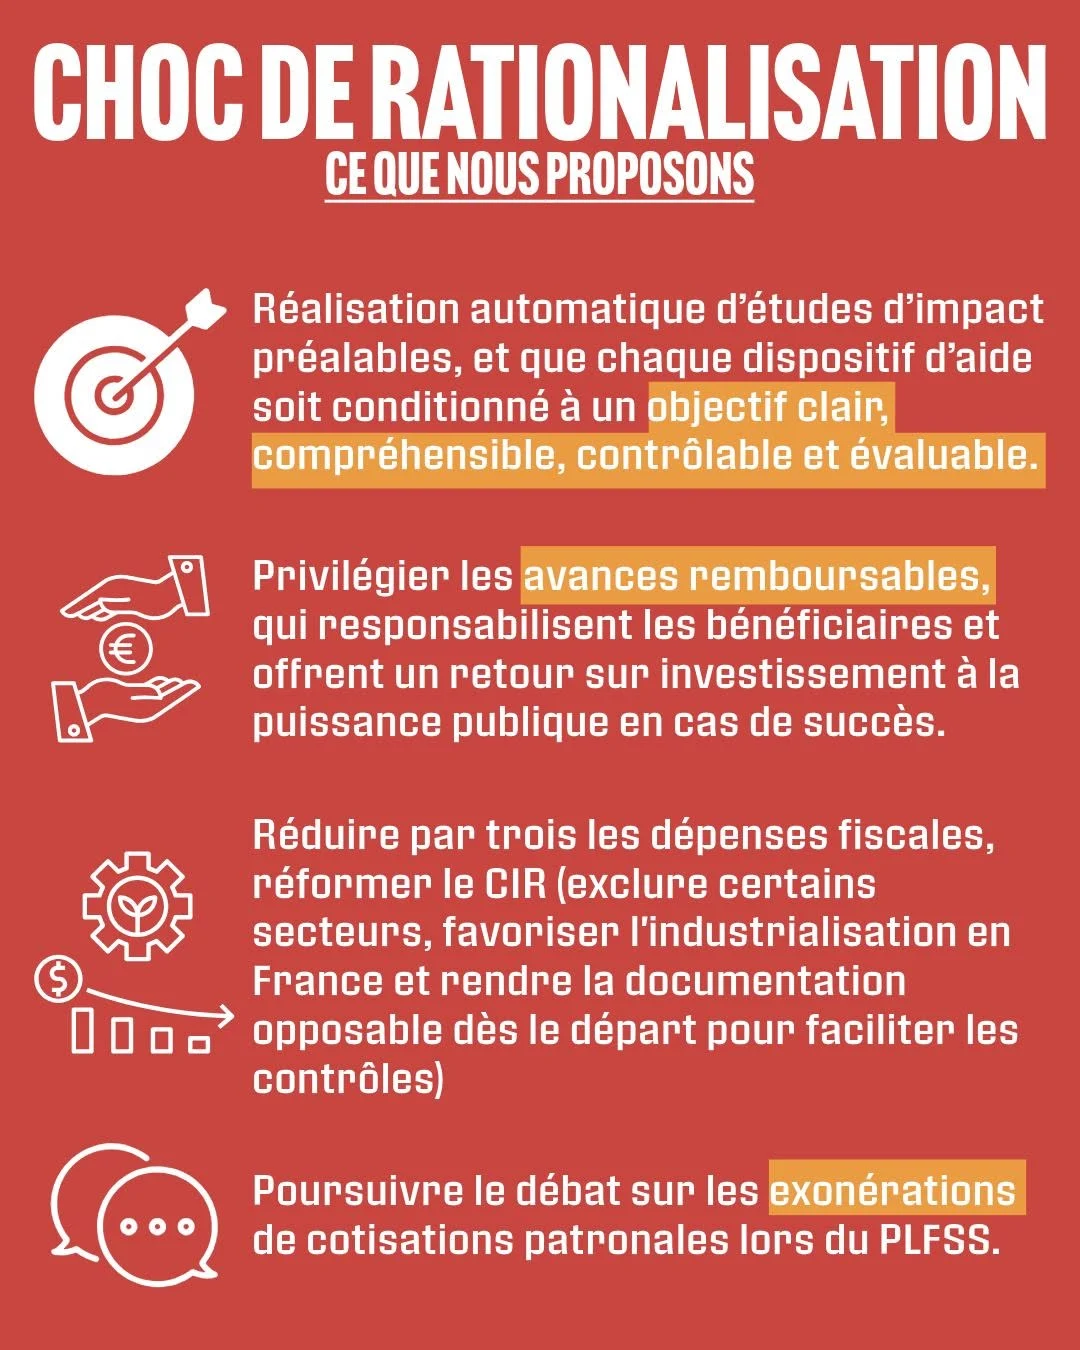 CHOC DE RATIONALISATION
CE QUE NOUS PROPOSONS
Réalisation automatique d’études d’impact
préalables, et que chaque dispositif d’aide
soit conditionné à un objectif clair,
compréhensible, contrôlable et évaluable.
Privilégier les avances remboursables,
qui responsabilisent les bénéficiaires et
offrent un retour sur investissement à la
puissance publique en cas de succès.
€
Réduire par trois les dépenses fiscales,
réformer le CIR (exclure certains
secteurs, favoriser l'industrialisation en
France et rendre la documentation
opposable dès le départ pour faciliter les
contrôles)
$
Poursuivre le débat sur les exonérations
de cotisations patronales lors du PLFSS.